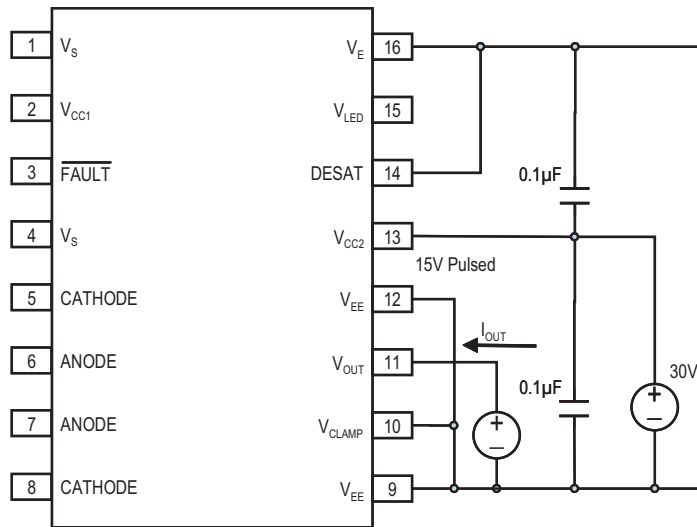 1 V_S V_E 16
2 V_CC1 V_LED 15
3 FAULT DESAT 14
0.1µF
4 V_S V_CC2 13
15V Pulsed
5 CATHODE V_EE 12
I_OUT
6 ANODE V_OUT 11
30V
0.1µF
+
−
+
−
7 ANODE V_CLAMP 10
8 CATHODE V_EE 9